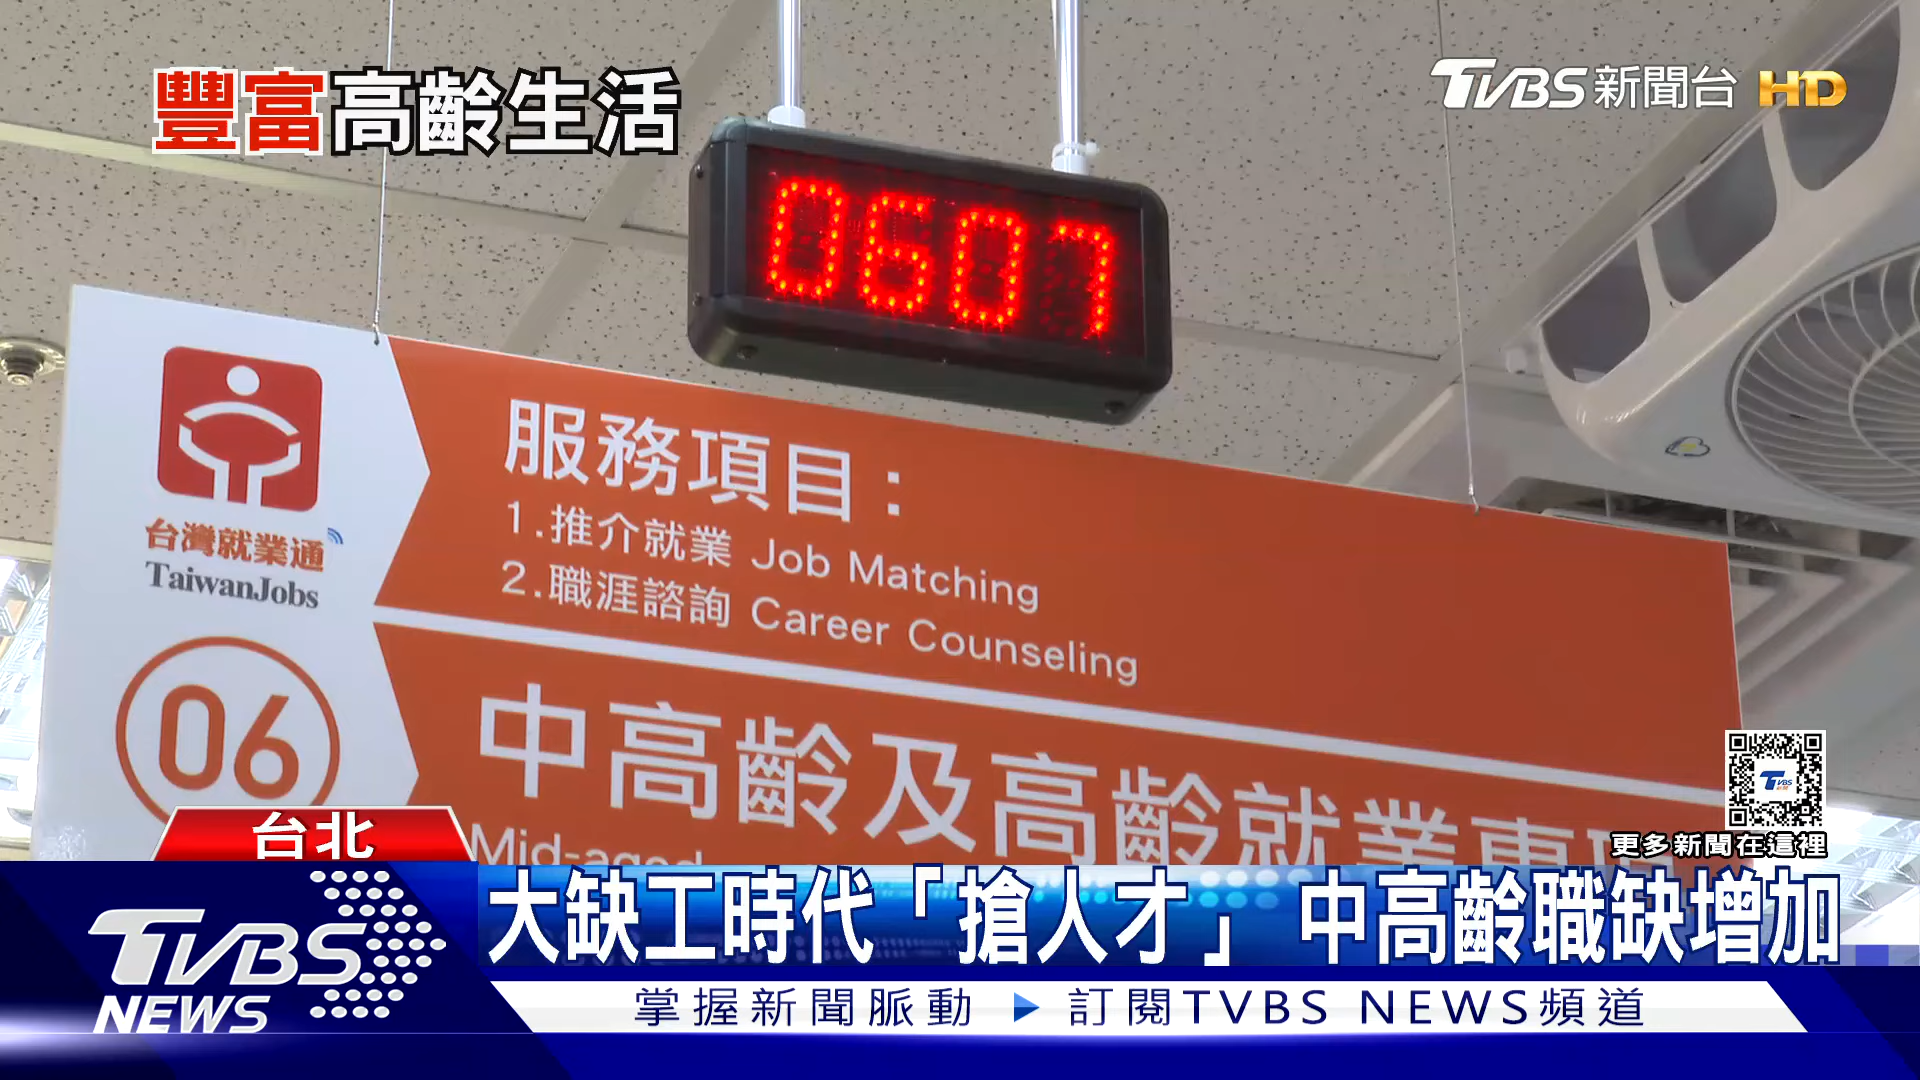 豐富高齡生活
TVBS新聞台 HD
0607
台灣就業通
TaiwanJobs
服務項目：
1.推介就業 Job Matching
2.職涯諮詢 Career Counseling
06
中高齡及高齡就業專
Mid-aged
TVBS
更多新聞在這裡
台北
大缺工時代「搶人才」 中高齡職缺增加
TVBS
NEWS
掌握新聞脈動 ▶ 訂閱TVBS NEWS頻道